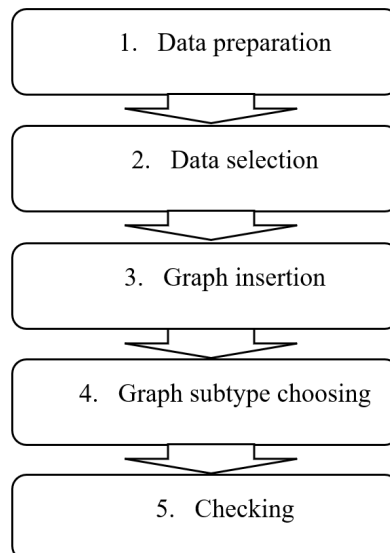 1. Data preparation
2. Data selection
3. Graph insertion
4. Graph subtype choosing
5. Checking